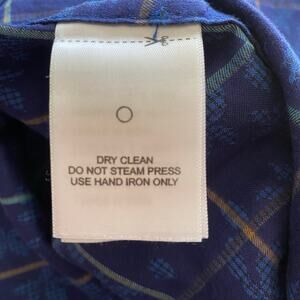 DRY CLEAN
DO NOT STEAM PRESS
USE HAND IRON ONLY